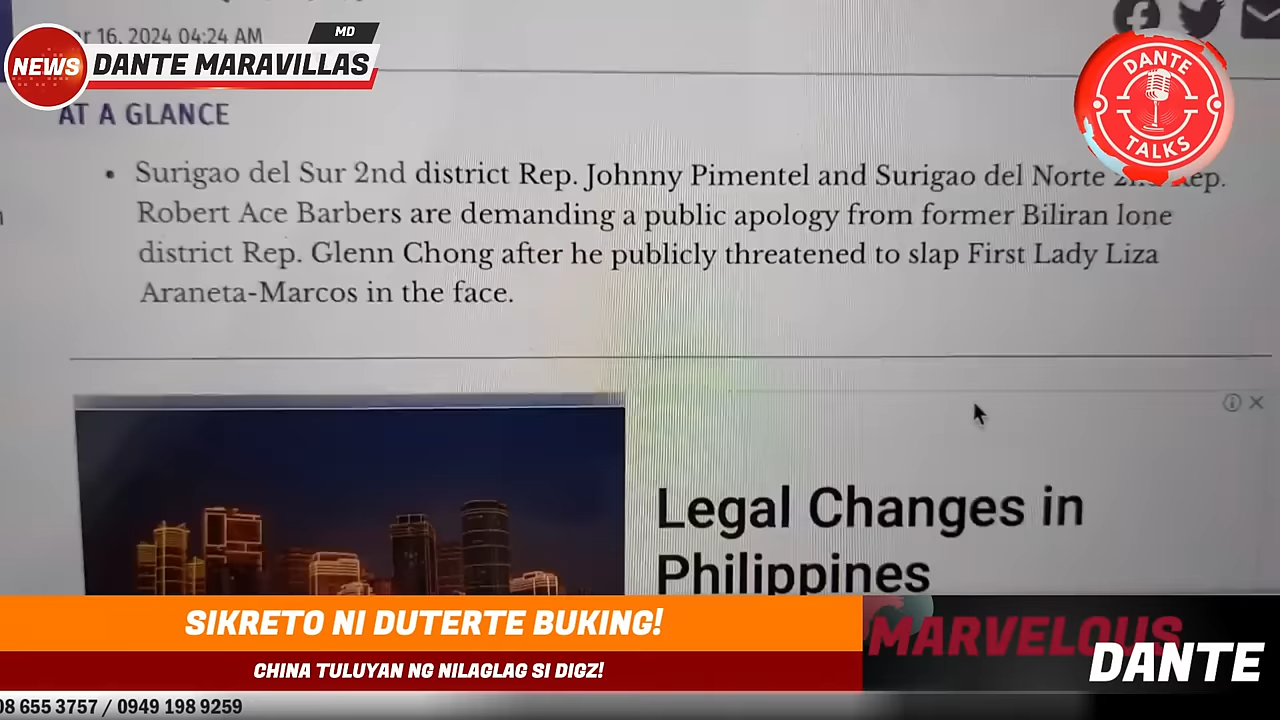 r 16, 2024 04:24 AM
MD
NEWS
DANTE MARAVILLAS
DANTE
TALKS
AT A GLANCE
• Surigao del Sur 2nd district Rep. Johnny Pimentel and Surigao del Norte Rep.
Robert Ace Barbers are demanding a public apology from former Biliran lone
district Rep. Glenn Chong after he publicly threatened to slap First Lady Liza
Araneta-Marcos in the face.
Legal Changes in
Philippines
SIKRETO NI DUTERTE BUKING!
CHINA TULUYAN NG NILAGLAG SI DIGZ!
MARVELOUS
DANTE
08 655 3757 / 0949 198 9259